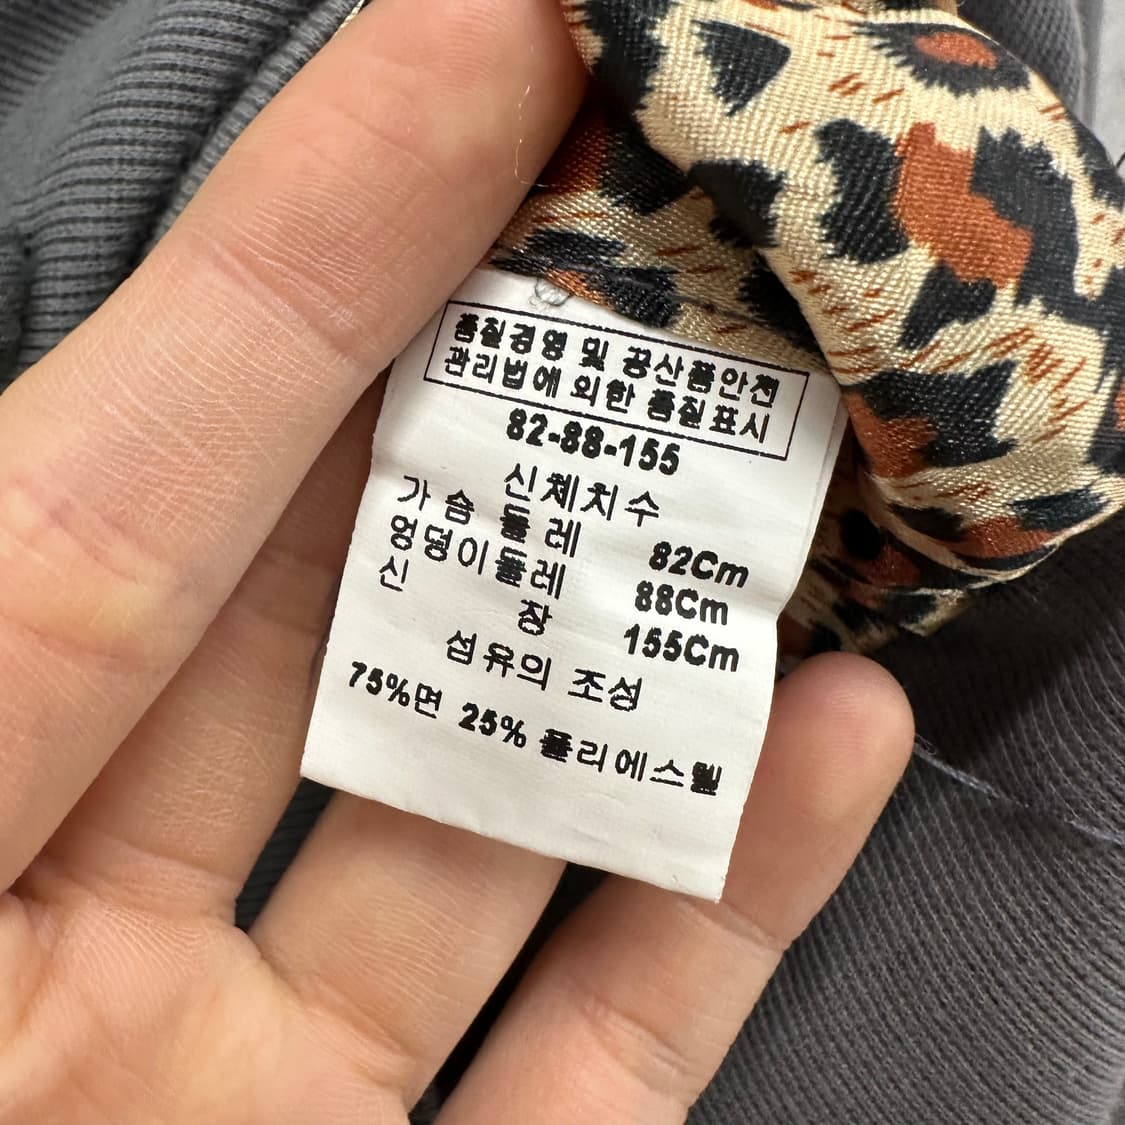 품질경영 및 공산품안전
관리법에 의한 품질표시
82-88-155
신체치수
가슴둘레 82Cm
엉덩이둘레 88Cm
신장 155Cm
섬유의 조성
75%면 25% 폴리에스텔